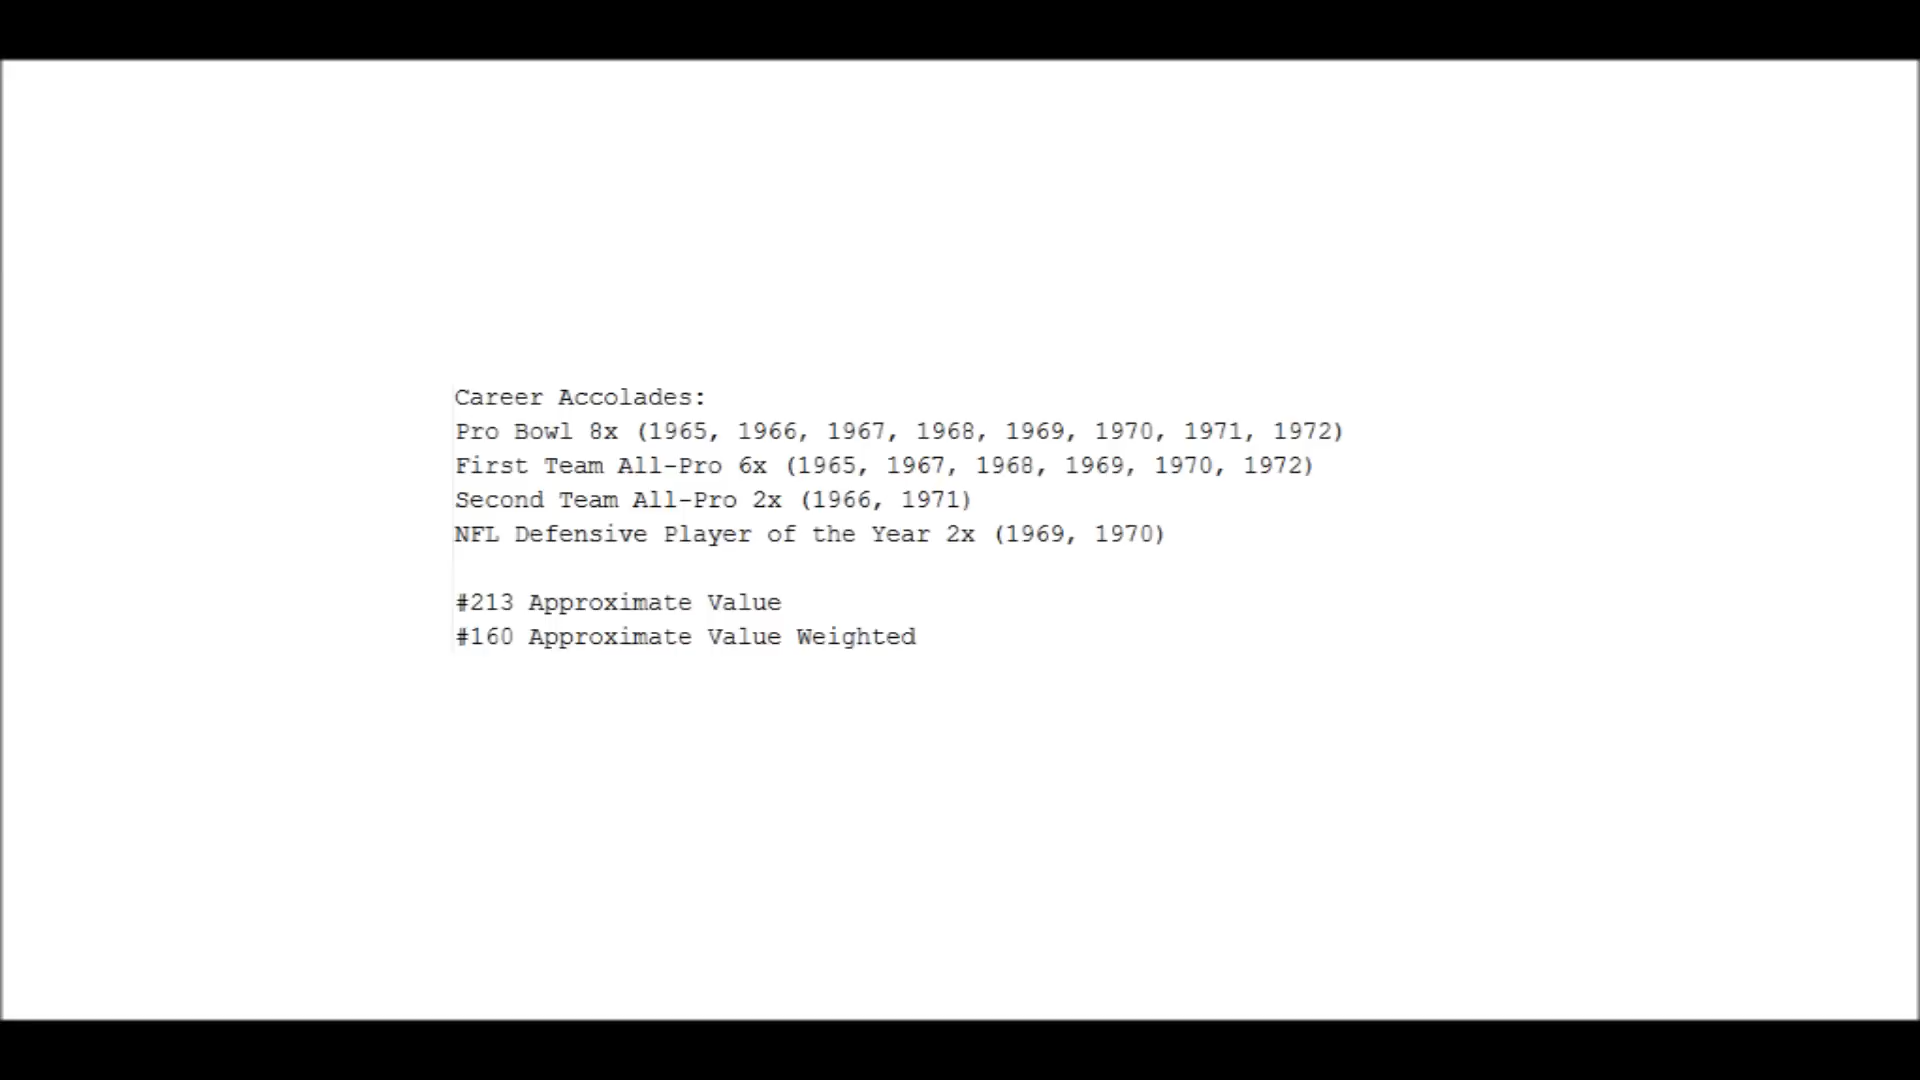 Career Accolades:
Pro Bowl 8x (1965, 1966, 1967, 1968, 1969, 1970, 1971, 1972)
First Team All-Pro 6x (1965, 1967, 1968, 1969, 1970, 1972)
Second Team All-Pro 2x (1966, 1971)
NFL Defensive Player of the Year 2x (1969, 1970)
#213 Approximate Value
#160 Approximate Value Weighted